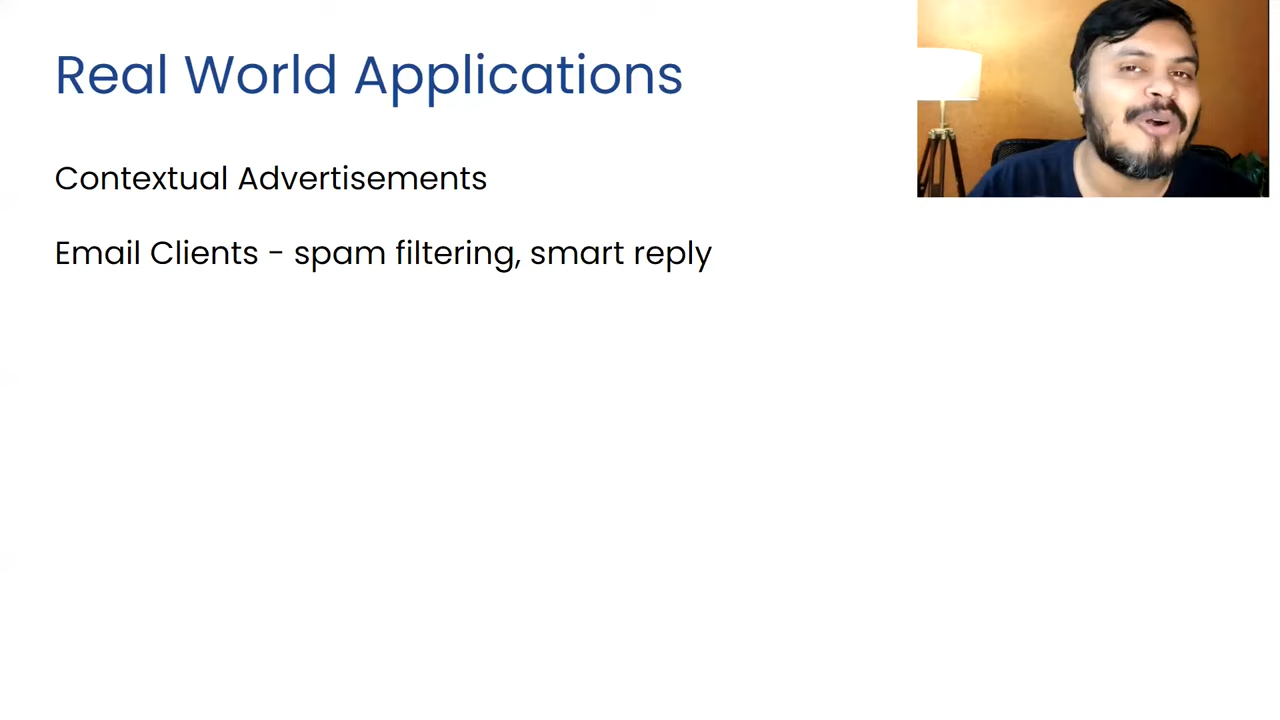 Real World Applications
Contextual Advertisements
Email Clients - spam filtering, smart reply